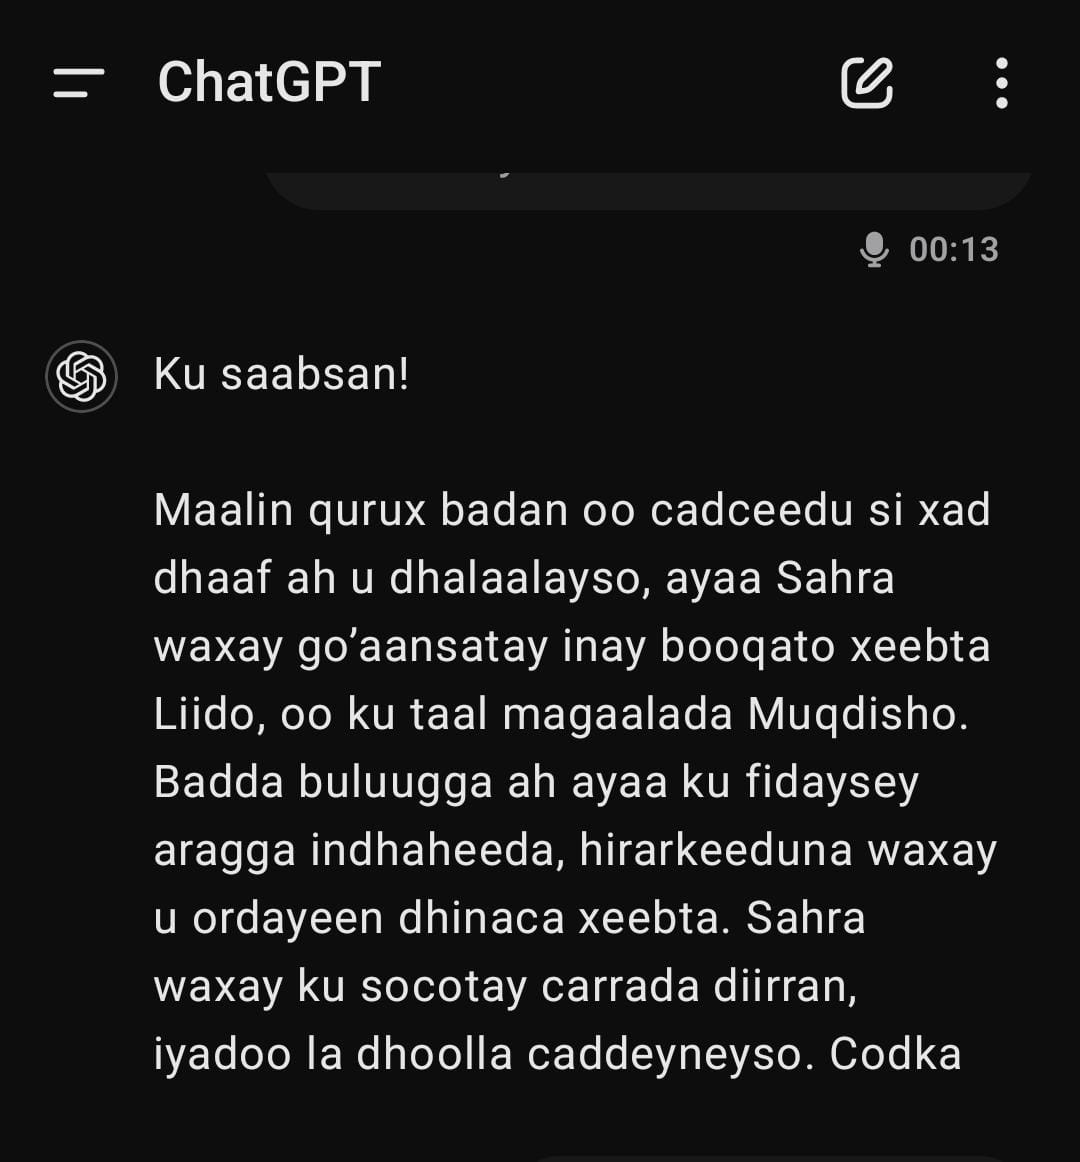 ChatGPT
00:13
Ku saabsan!
Maalin qurux badan oo cadceedu si xad
dhaaf ah u dhalaalayso, ayaa Sahra
waxay go’aansatay inay booqato xeebta
Liido, oo ku taal magaalada Muqdisho.
Badda buluugga ah ayaa ku fidaysey
aragga indhaheeda, hirarkeeduna waxay
u ordayeen dhinaca xeebta. Sahra
waxay ku socotay carrada diirran,
iyadoo la dhoolla caddeyneyso. Codka